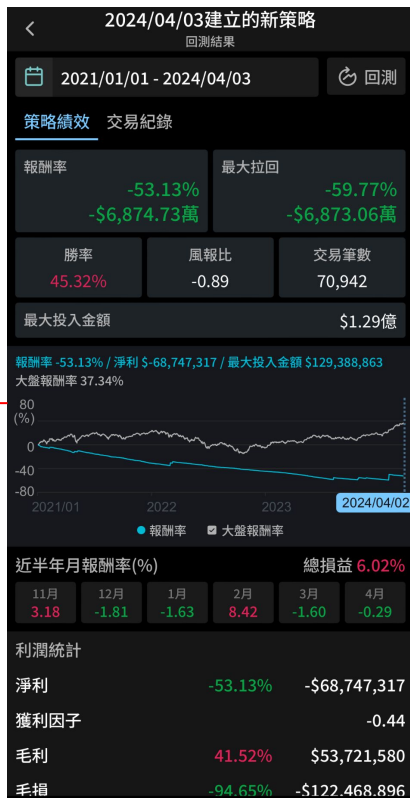 2024/04/03建立的新策略
回測結果
2021/01/01 - 2024/04/03 回測
策略績效 交易紀錄
報酬率 最大拉回
-53.13% -59.77%
-$6,874.73萬 -$6,873.06萬
勝率 風報比 交易筆數
45.32% -0.89 70,942
最大投入金額 $1.29億
報酬率 -53.13% / 淨利 $-68,747,317 / 最大投入金額 $129,388,863
大盤報酬率 37.34%
80
(%)
0
-40
-80
2021/01 2022 2023 2024/04/02
報酬率 大盤報酬率
近半年月報酬率(%) 總損益 6.02%
11月 12月 1月 2月 3月 4月
3.18 -1.81 -1.63 8.42 -1.60 -0.29
利潤統計
淨利 -53.13% -$68,747,317
獲利因子 -0.44
毛利 41.52% $53,721,580
毛損 -94.65% -$122,468,896